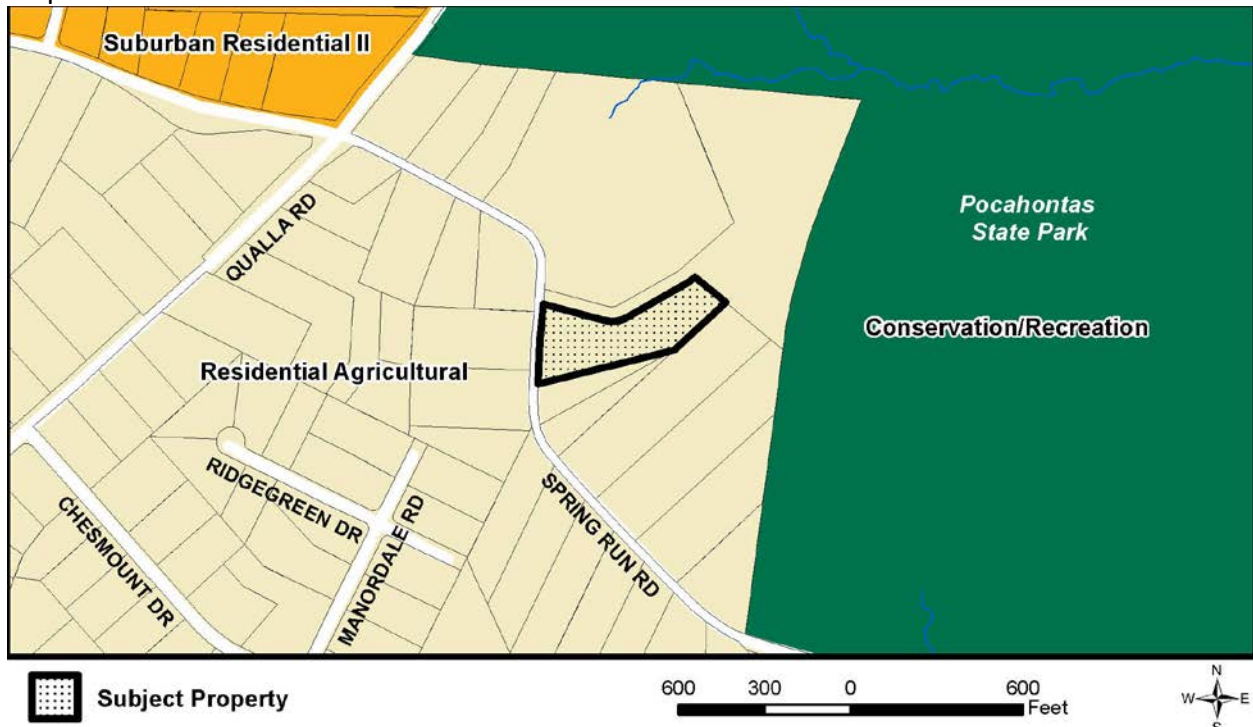 Suburban Residential II
QUALLA RD
Pocahontas
State Park
Conservation/Recreation
Residential Agricultural
RIDGEGREEN DR
CHESMOUNT DR
MANORDALE RD
SPRING RUN RD
Subject Property
600 300 0 600
Feet
N
W E
S